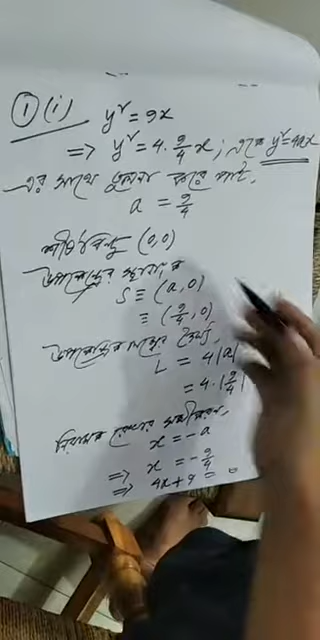 ① (i) y² = 9x
⇒ y² = 4 · 9/4 x ; একে y² = 4ax
এর সাথে তুলনা করে পাই,
a = 9/4
শীর্ষবিন্দু (0,0)
উপকেন্দ্রের স্থানাঙ্ক
S ≡ (a, 0)
≡ (9/4, 0)
উপকেন্দ্রিক লম্বের দৈর্ঘ্য,
L = 4|a|
= 4 · |9/4|
নিয়ামক রেখার সমীকরণ,
x = -a
⇒ x = -9/4
⇒ 4x + 9 = 0